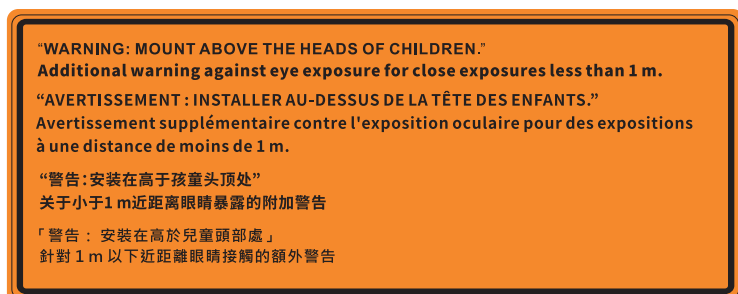 “WARNING: MOUNT ABOVE THE HEADS OF CHILDREN.”
Additional warning against eye exposure for close exposures less than 1 m.
“AVERTISSEMENT : INSTALLER AU-DESSUS DE LA TÊTE DES ENFANTS.”
Avertissement supplémentaire contre l'exposition oculaire pour des expositions
à une distance de moins de 1 m.
“警告:安装在高于孩童头顶处”
关于小于1 m近距离眼睛暴露的附加警告
「警告： 安裝在高於兒童頭部處」
針對 1 m 以下近距離眼睛接觸的額外警告